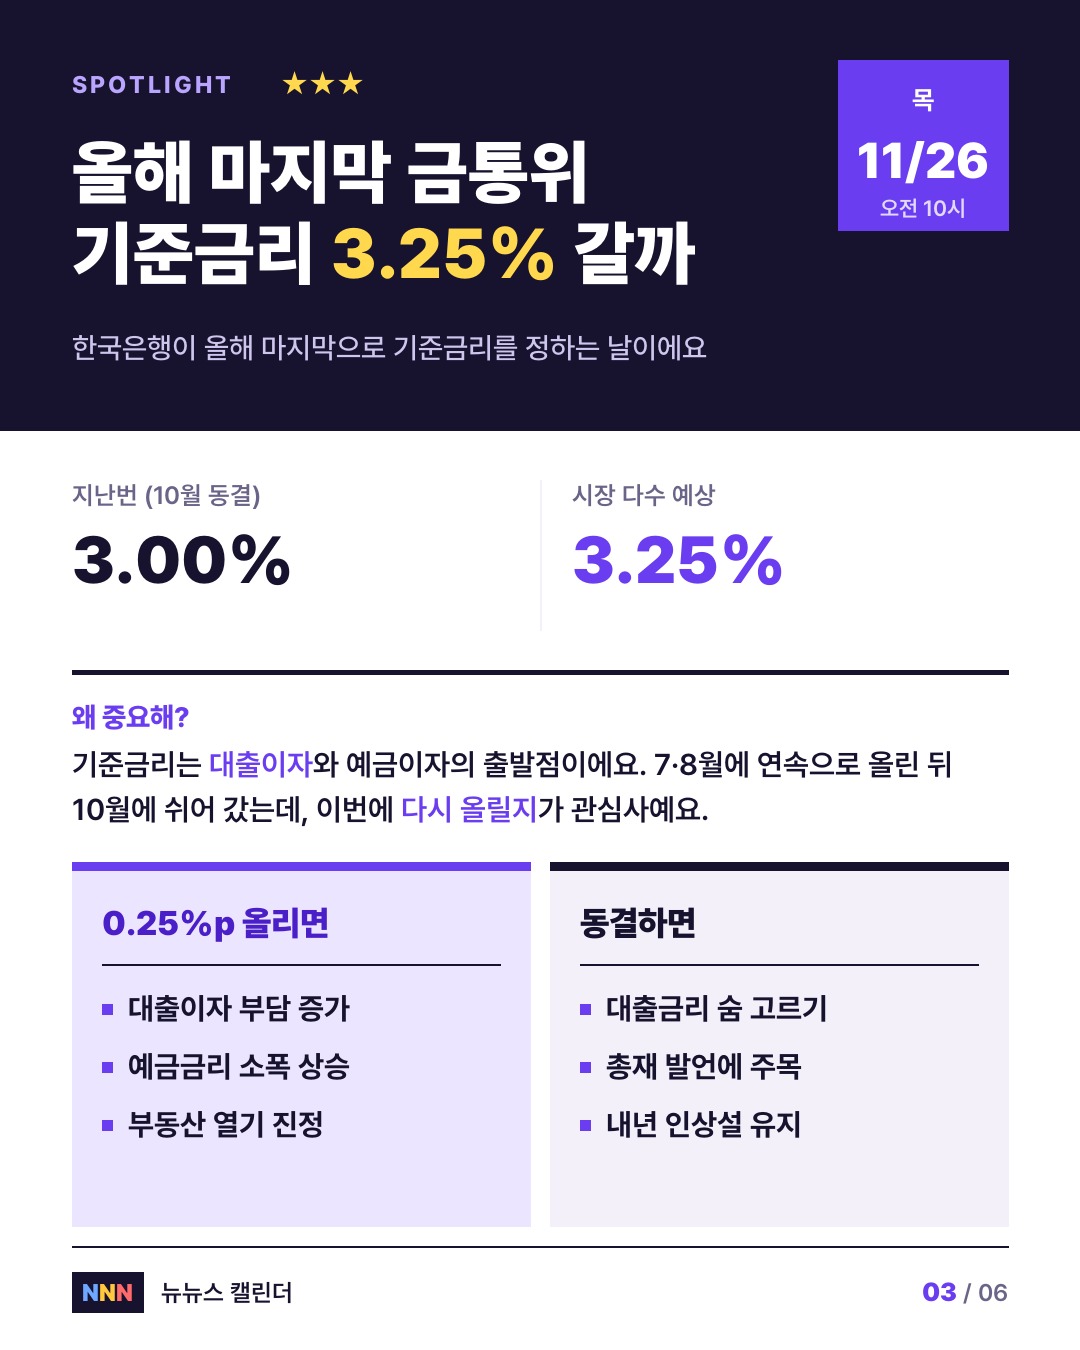 SPOTLIGHT ★★★
올해 마지막 금통위
기준금리 3.25% 갈까
한국은행이 올해 마지막으로 기준금리를 정하는 날이에요
목
11/26
오전 10시
지난번 (10월 동결)
3.00%
시장 다수 예상
3.25%
왜 중요해?
기준금리는 대출이자와 예금이자의 출발점이에요. 7·8월에 연속으로 올린 뒤
10월에 쉬어 갔는데, 이번에 다시 올릴지가 관심사예요.
0.25%p 올리면
대출이자 부담 증가
예금금리 소폭 상승
부동산 열기 진정
동결하면
대출금리 숨 고르기
총재 발언에 주목
내년 인상설 유지
NNN 뉴뉴스 캘린더
03 / 06